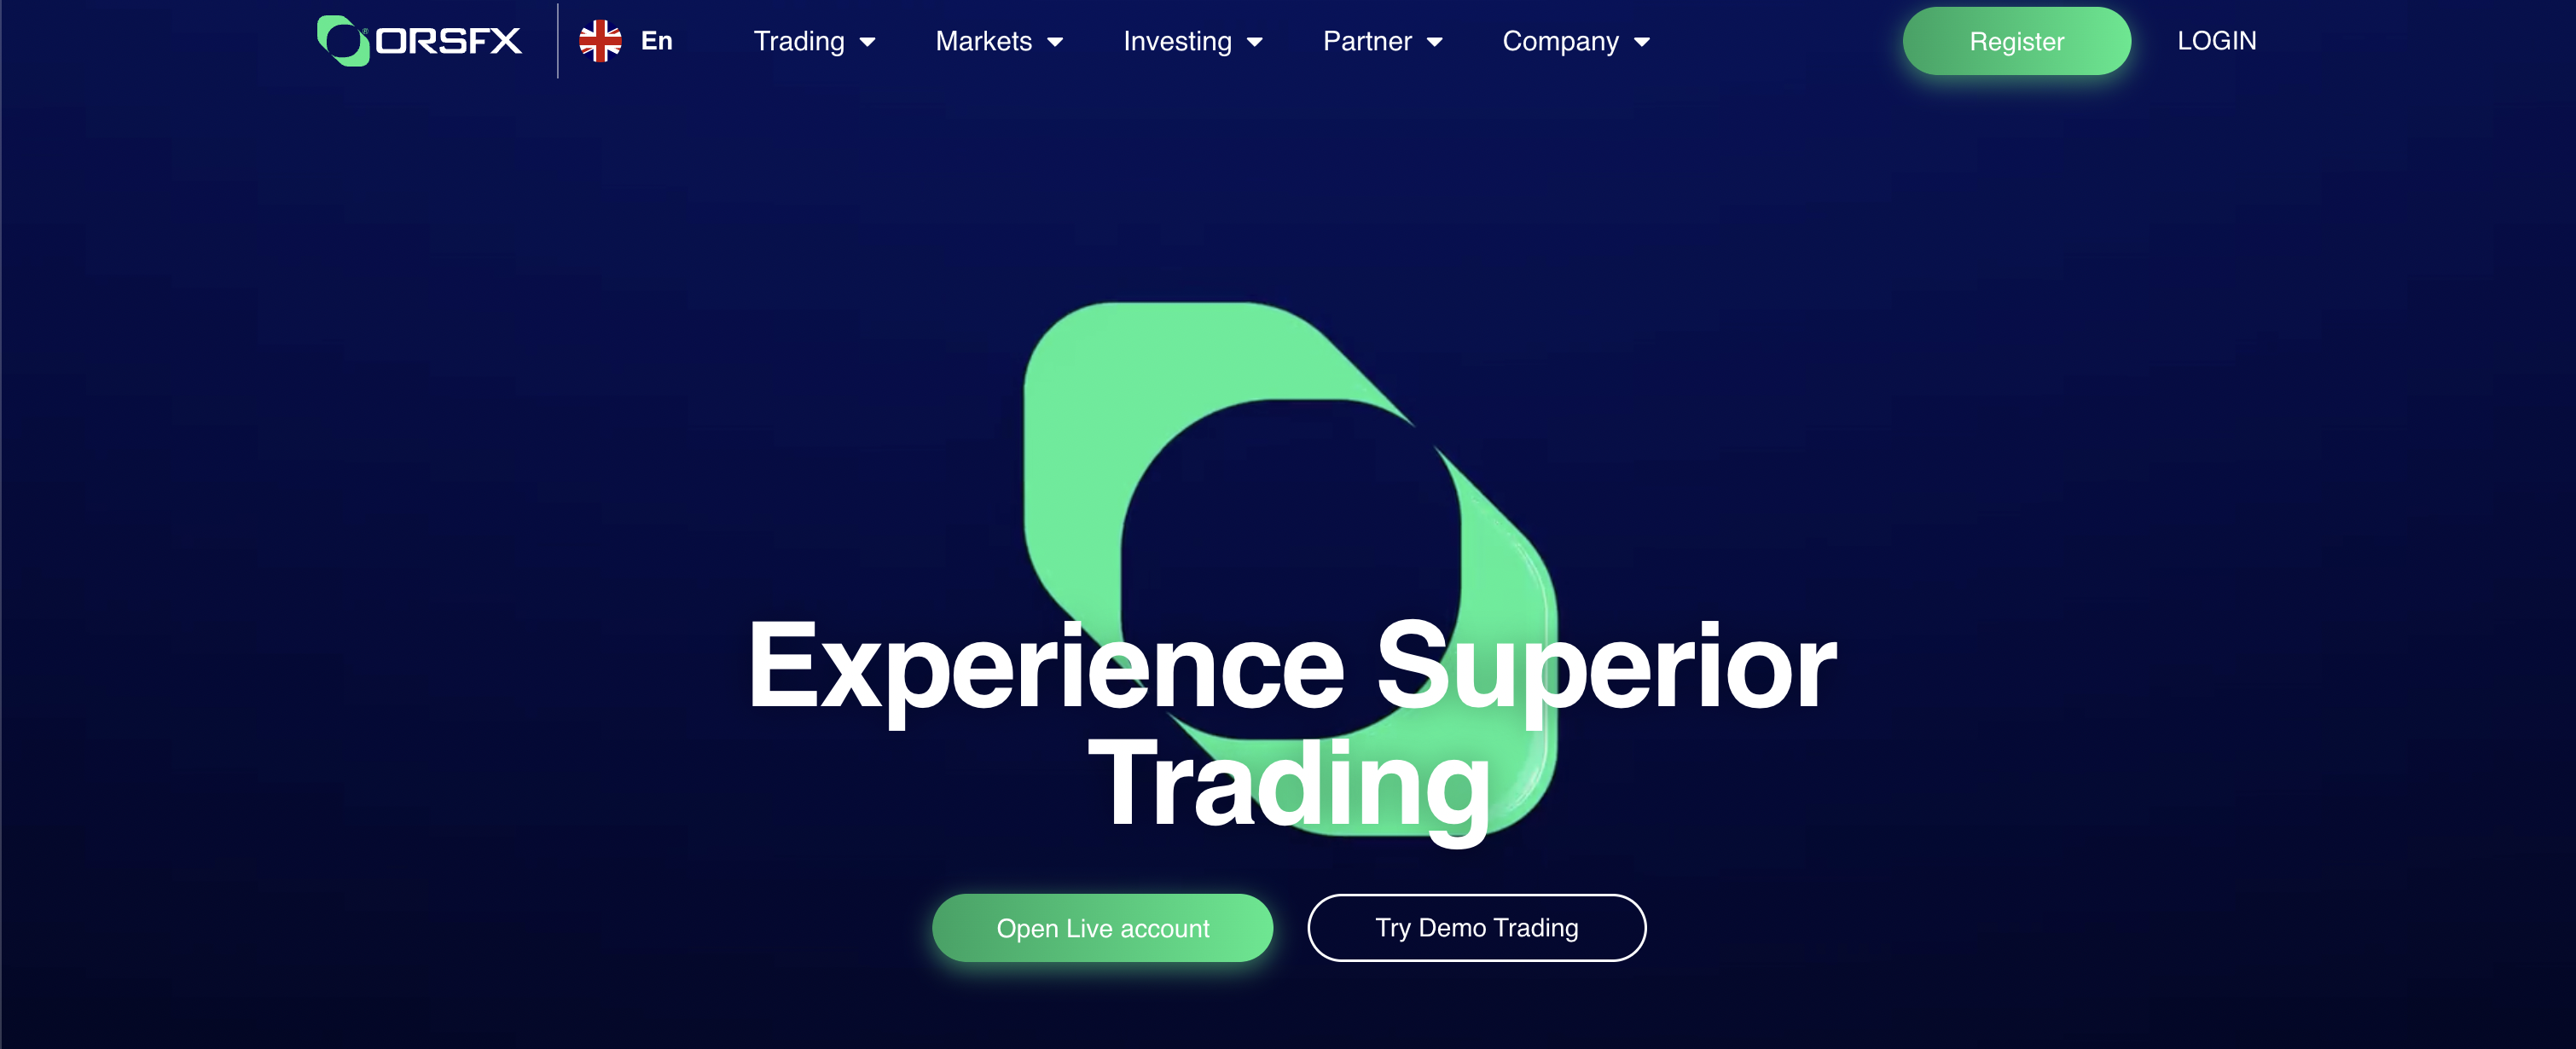 ORSFX
En
Trading
Markets
Investing
Partner
Company
Register
LOGIN
Experience Superior
Trading
Open Live account
Try Demo Trading